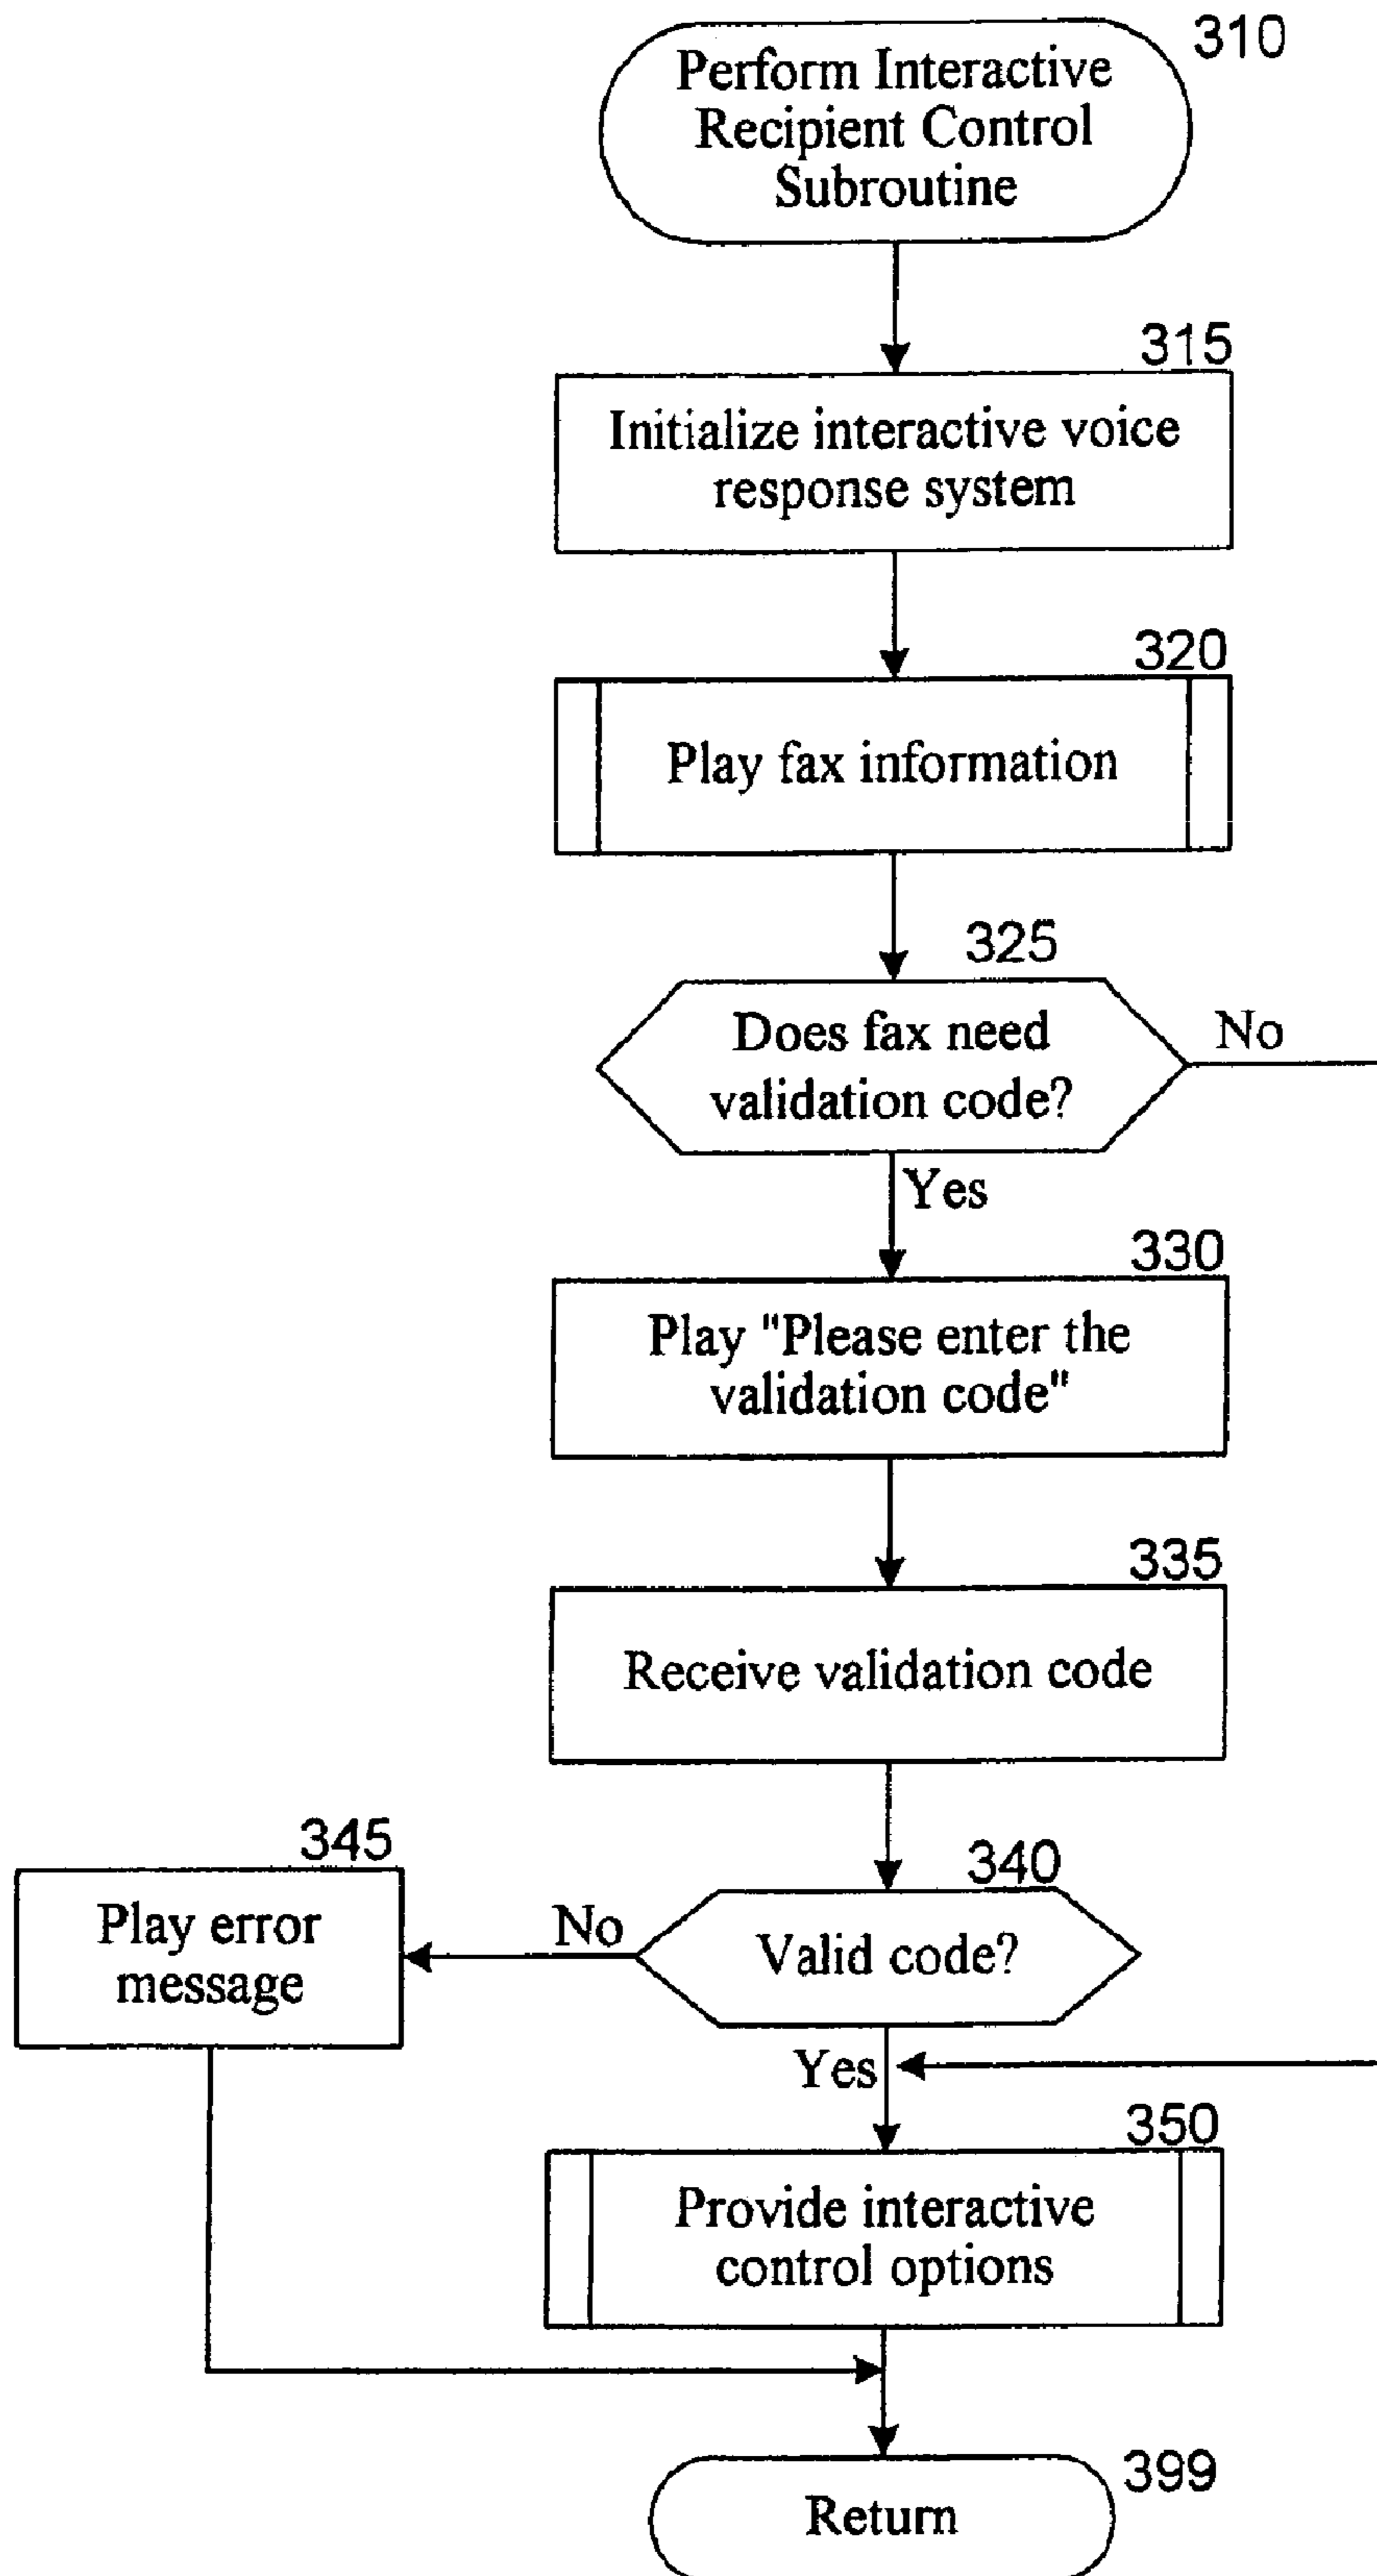 310
Perform Interactive
Recipient Control
Subroutine
315
Initialize interactive voice
response system
320
Play fax information
325
Does fax need
validation code?
No
Yes
330
Play "Please enter the
validation code"
335
Receive validation code
345
Play error
message
No
340
Valid code?
Yes
350
Provide interactive
control options
399
Return